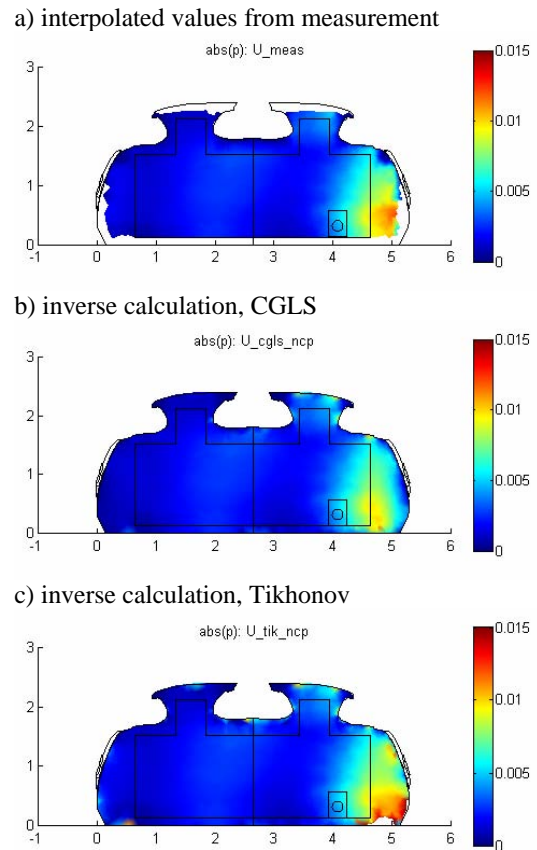 a) interpolated values from measurement
abs(p): U_meas
3
2
1
0
-1 0 1 2 3 4 5 6
0.015
0.01
0.005
0
b) inverse calculation, CGLS
abs(p): U_cgls_ncp
3
2
1
0
-1 0 1 2 3 4 5 6
0.015
0.01
0.005
0
c) inverse calculation, Tikhonov
abs(p): U_tik_ncp
3
2
1
0
-1 0 1 2 3 4 5 6
0.015
0.01
0.005
0